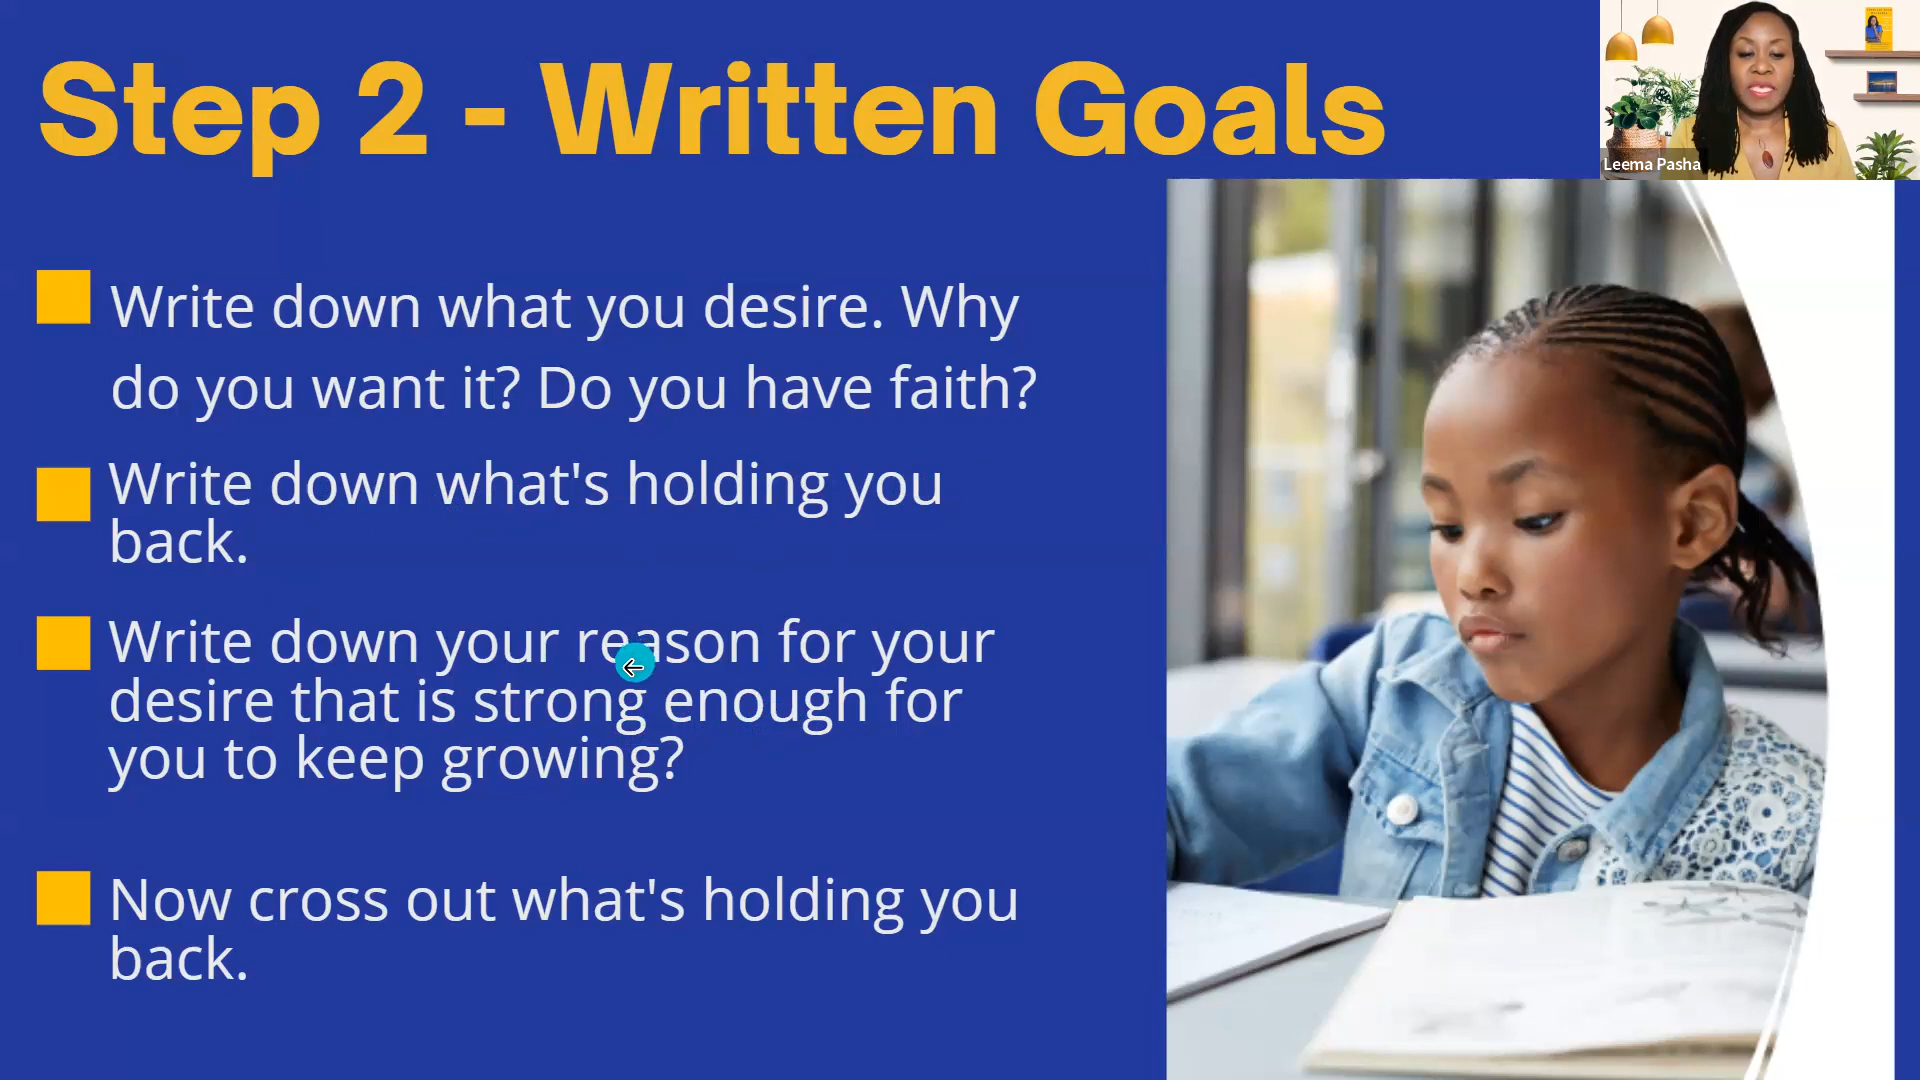 Step 2 - Written Goals
Leema Pasha
Write down what you desire. Why
do you want it? Do you have faith?
Write down what's holding you
back.
Write down your reason for your
desire that is strong enough for
you to keep growing?
Now cross out what's holding you
back.